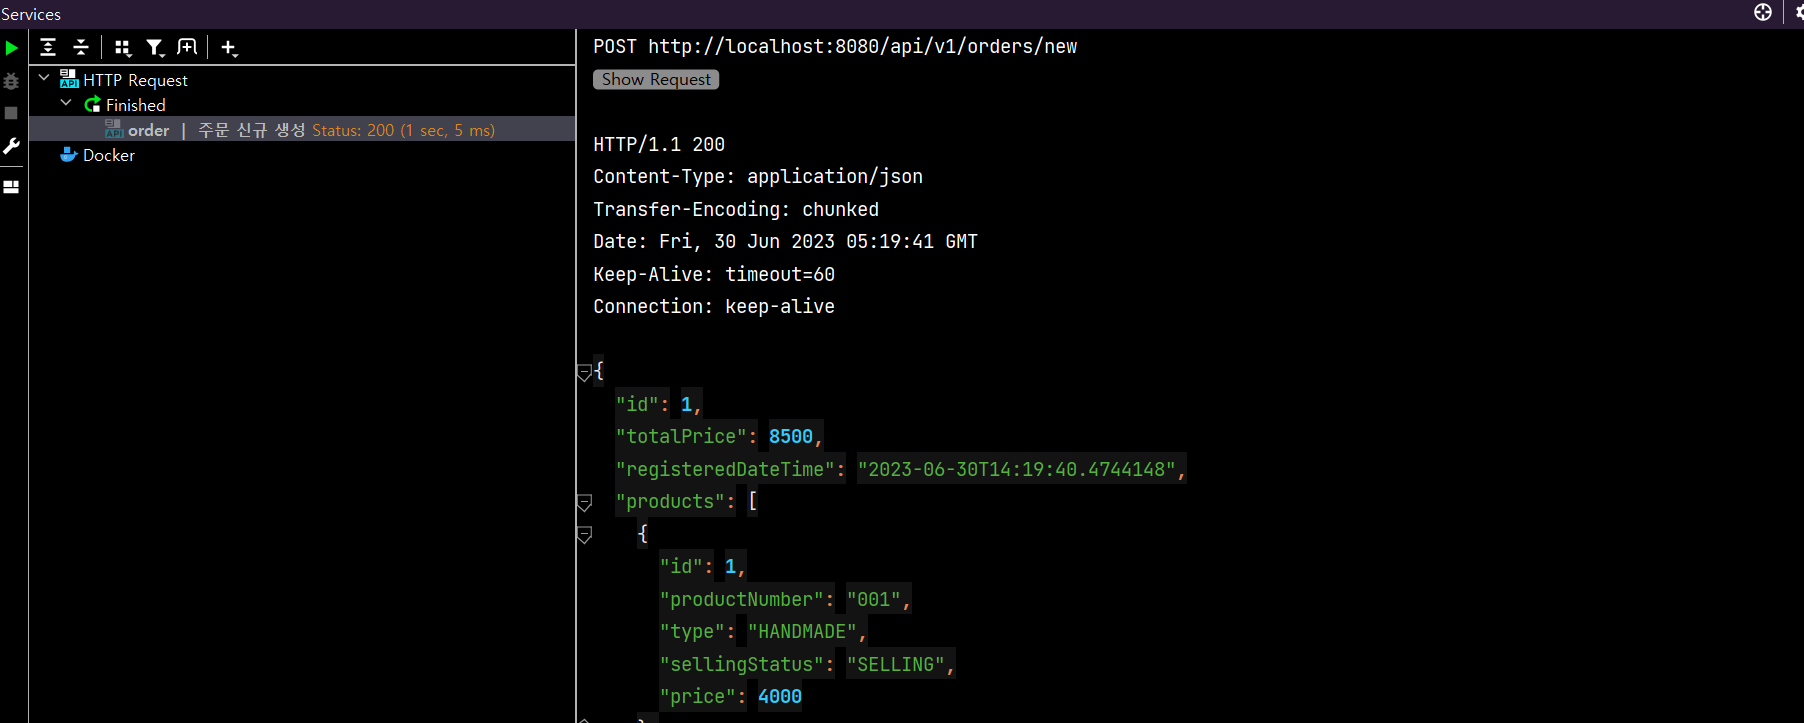 Services
HTTP Request
Finished
order | 주문 신규 생성 Status: 200 (1 sec, 5 ms)
Docker
POST http://localhost:8080/api/v1/orders/new
Show Request
HTTP/1.1 200
Content-Type: application/json
Transfer-Encoding: chunked
Date: Fri, 30 Jun 2023 05:19:41 GMT
Keep-Alive: timeout=60
Connection: keep-alive
{
"id": 1,
"totalPrice": 8500,
"registeredDateTime": "2023-06-30T14:19:40.4744148",
"products": [
{
"id": 1,
"productNumber": "001",
"type": "HANDMADE",
"sellingStatus": "SELLING",
"price": 4000